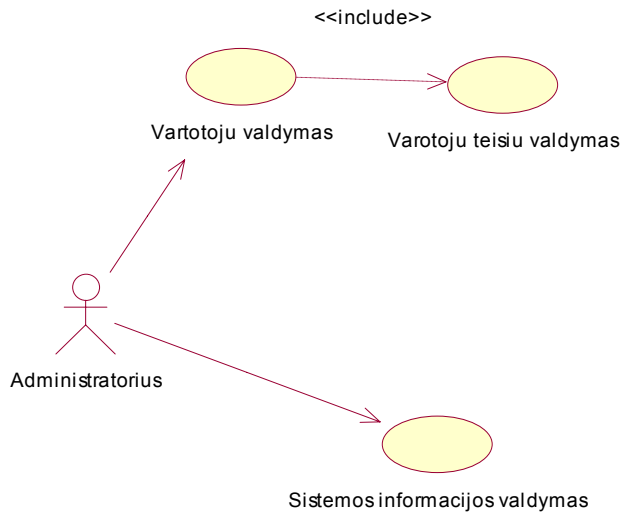 <<include>>
Vartotoju valdymas
Varotoju teisiu valdymas
Administratorius
Sistemos informacijos valdymas